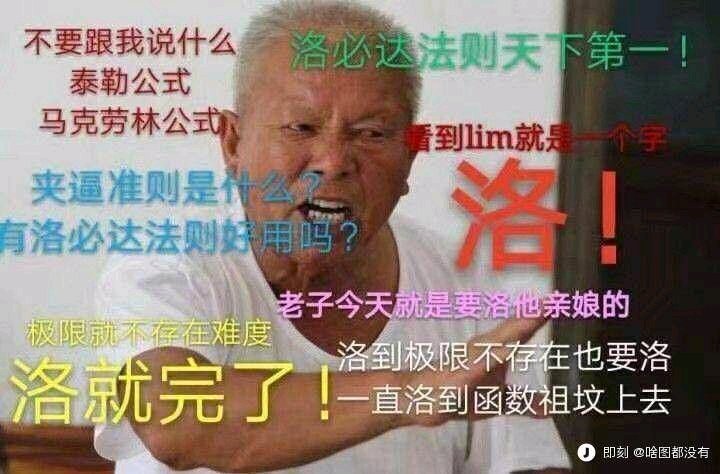 不要跟我说什么
泰勒公式
马克劳林公式
洛必达法则天下第一!
看到lim就是一个字
洛!
夹逼准则是什么?
有洛必达法则好用吗?
老子今天就是要洛他亲娘的
极限就不存在难度
洛就完了!
洛到极限不存在也要洛
一直洛到函数祖坟上去
即刻 @啥图都没有